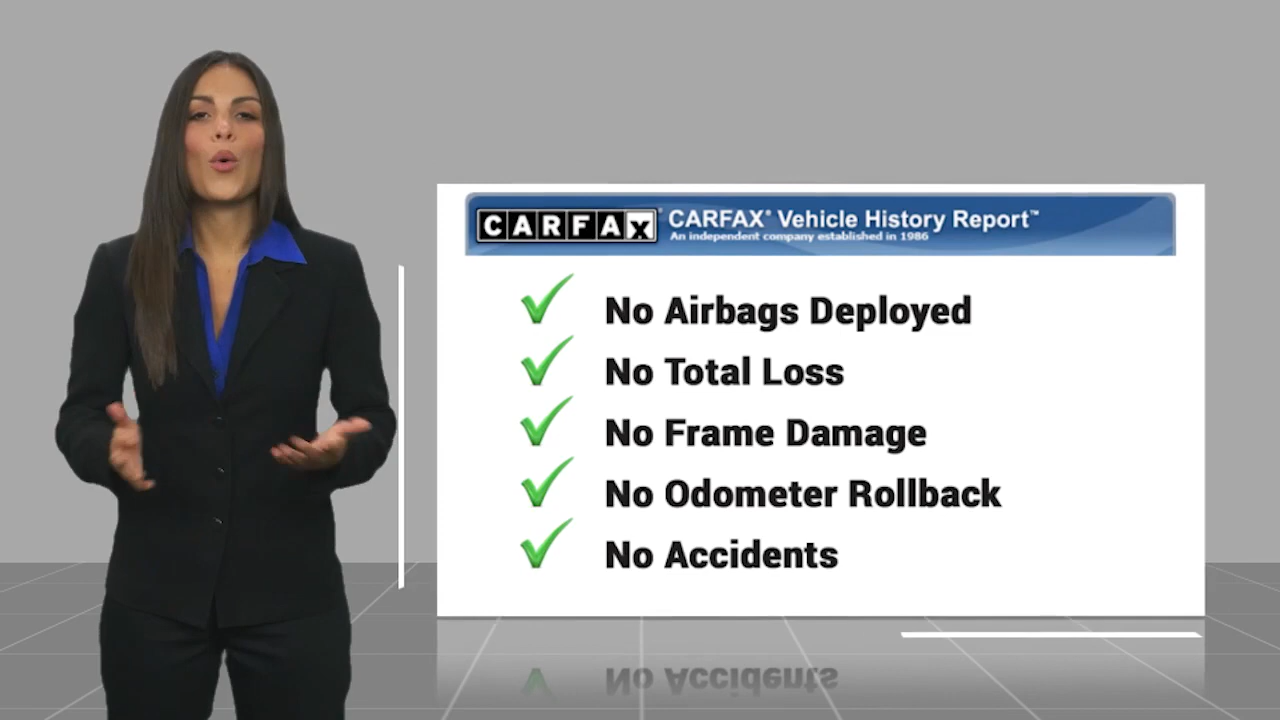 CARFAX® CARFAX® Vehicle History Report™
An independent company established in 1986
No Airbags Deployed
No Total Loss
No Frame Damage
No Odometer Rollback
No Accidents
No Accidents